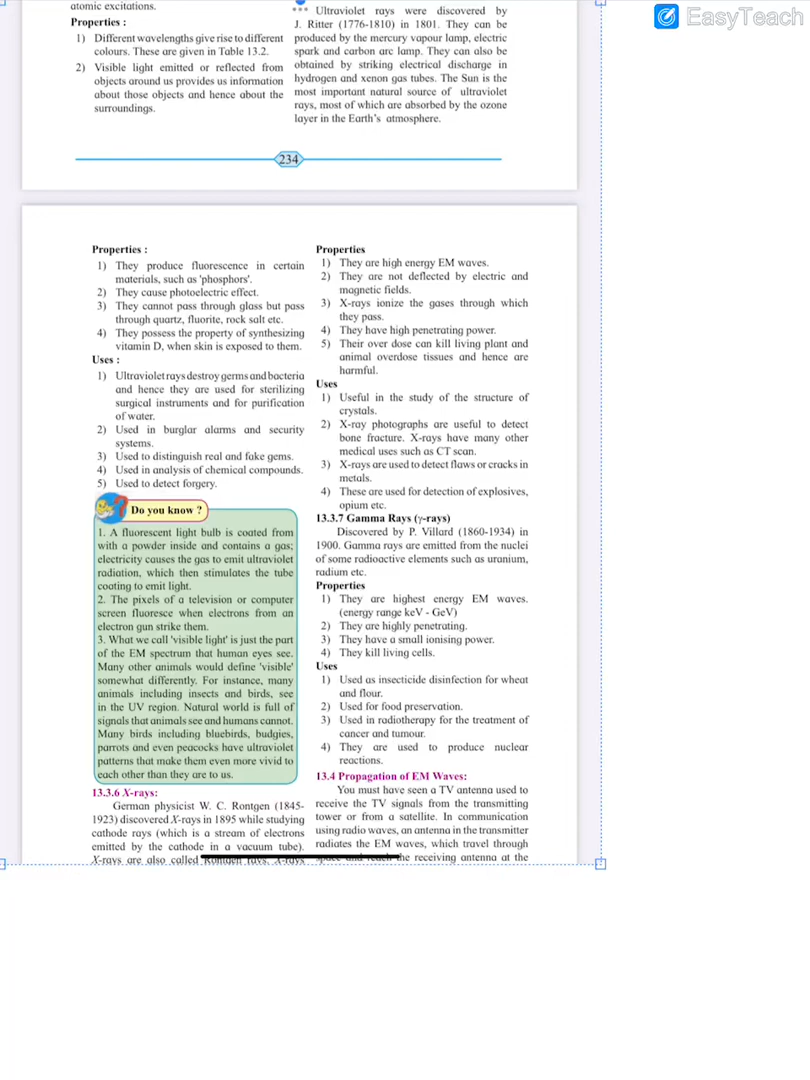 EasyTeach
atomic excitations.
Properties :
1) Different wavelengths give rise to different
colours. These are given in Table 13.2.
2) Visible light emitted or reflected from
objects around us provides us information
about those objects and hence about the
surroundings.
Ultraviolet rays were discovered by
J. Ritter (1776-1810) in 1801. They can be
produced by the mercury vapour lamp, electric
spark and carbon arc lamp. They can also be
obtained by striking electrical discharge in
hydrogen and xenon gas tubes. The Sun is the
most important natural source of ultraviolet
rays, most of which are absorbed by the ozone
layer in the Earth's atmosphere.
234
Properties :
1) They produce fluorescence in certain
materials, such as 'phosphors'.
2) They cause photoelectric effect.
3) They cannot pass through glass but pass
through quartz, fluorite, rock salt etc.
4) They possess the property of synthesizing
vitamin D, when skin is exposed to them.
Uses :
1) Ultraviolet rays destroy germs and bacteria
and hence they are used for sterilizing
surgical instruments and for purification
of water.
2) Used in burglar alarms and security
systems.
3) Used to distinguish real and fake gems.
4) Used in analysis of chemical compounds.
5) Used to detect forgery.
Do you know ?
1. A fluorescent light bulb is coated from
with a powder inside and contains a gas;
electricity causes the gas to emit ultraviolet
radiation, which then stimulates the tube
coating to emit light.
2. The pixels of a television or computer
screen fluoresce when electrons from an
electron gun strike them.
3. What we call 'visible light' is just the part
of the EM spectrum that human eyes see.
Many other animals would define 'visible'
somewhat differently. For instance, many
animals including insects and birds, see
in the UV region. Natural world is full of
signals that animals see and humans cannot.
Many birds including bluebirds, budgies,
parrots and even peacocks have ultraviolet
patterns that make them even more vivid to
each other than they are to us.
13.3.6 X-rays:
German physicist W. C. Rontgen (1845-
1923) discovered X-rays in 1895 while studying
cathode rays (which is a stream of electrons
emitted by the cathode in a vacuum tube).
X-rays are also called Rontgen rays. X-rays
Properties
1) They are high energy EM waves.
2) They are not deflected by electric and
magnetic fields.
3) X-rays ionize the gases through which
they pass.
4) They have high penetrating power.
5) Their over dose can kill living plant and
animal overdose tissues and hence are
harmful.
Uses
1) Useful in the study of the structure of
crystals.
2) X-ray photographs are useful to detect
bone fracture. X-rays have many other
medical uses such as CT scan.
3) X-rays are used to detect flaws or cracks in
metals.
4) These are used for detection of explosives,
opium etc.
13.3.7 Gamma Rays (γ-rays)
Discovered by P. Villard (1860-1934) in
1900. Gamma rays are emitted from the nuclei
of some radioactive elements such as uranium,
radium etc.
Properties
1) They are highest energy EM waves.
(energy range keV - GeV)
2) They are highly penetrating.
3) They have a small ionising power.
4) They kill living cells.
Uses
1) Used as insecticide disinfection for wheat
and flour.
2) Used for food preservation.
3) Used in radiotherapy for the treatment of
cancer and tumour.
4) They are used to produce nuclear
reactions.
13.4 Propagation of EM Waves:
You must have seen a TV antenna used to
receive the TV signals from the transmitting
tower or from a satellite. In communication
using radio waves, an antenna in the transmitter
radiates the EM waves, which travel through
space and reach the receiving antenna at the